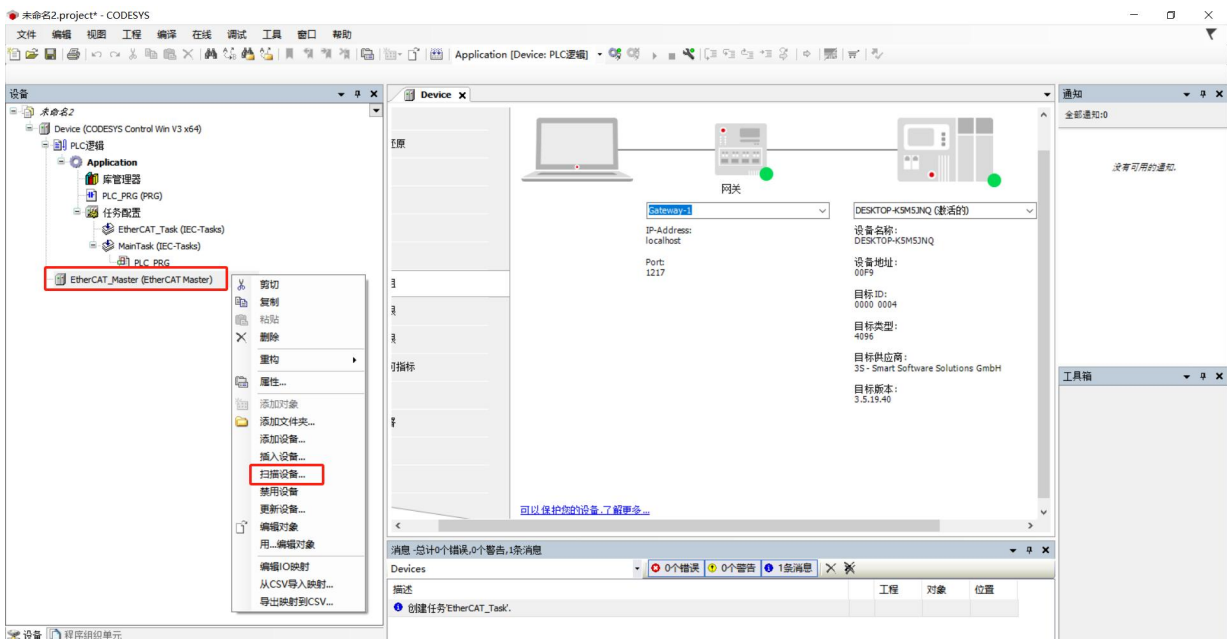 未命名2.project* - CODESYS
文件 编辑 视图 工程 编译 在线 调试 工具 窗口 帮助
Application [Device: PLC逻辑]
设备
未命名2
Device (CODESYS Control Win V3 x64)
PLC逻辑
Application
库管理器
PLC_PRG (PRG)
任务配置
EtherCAT_Task (IEC-Tasks)
MainTask (IEC-Tasks)
PLC_PRG
EtherCAT_Master (EtherCAT Master)
剪切
复制
粘贴
删除
重构
属性...
添加对象
添加文件夹...
添加设备...
插入设备...
扫描设备...
禁用设备
更新设备...
编辑对象
用...编辑对象
编辑IO映射
从CSV导入映射...
导出映射到CSV...
设备 程序组织单元
Device
还原
指标
网关
Gateway-1
IP-Address:
localhost
Port:
1217
DESKTOP-K5M5JNQ (激活的)
设备名称:
DESKTOP-K5M5JNQ
设备地址:
00F9
目标ID:
0000 0004
目标类型:
4096
目标供应商:
3S - Smart Software Solutions GmbH
目标版本:
3.5.19.40
可以保护您的设备.了解更多...
消息 -总计0个错误,0个警告,1条消息
Devices 0个错误 0个警告 1条消息
描述 工程 对象 位置
创建任务'EtherCAT_Task'.
通知
全部通知:0
没有可用的通知.
工具箱